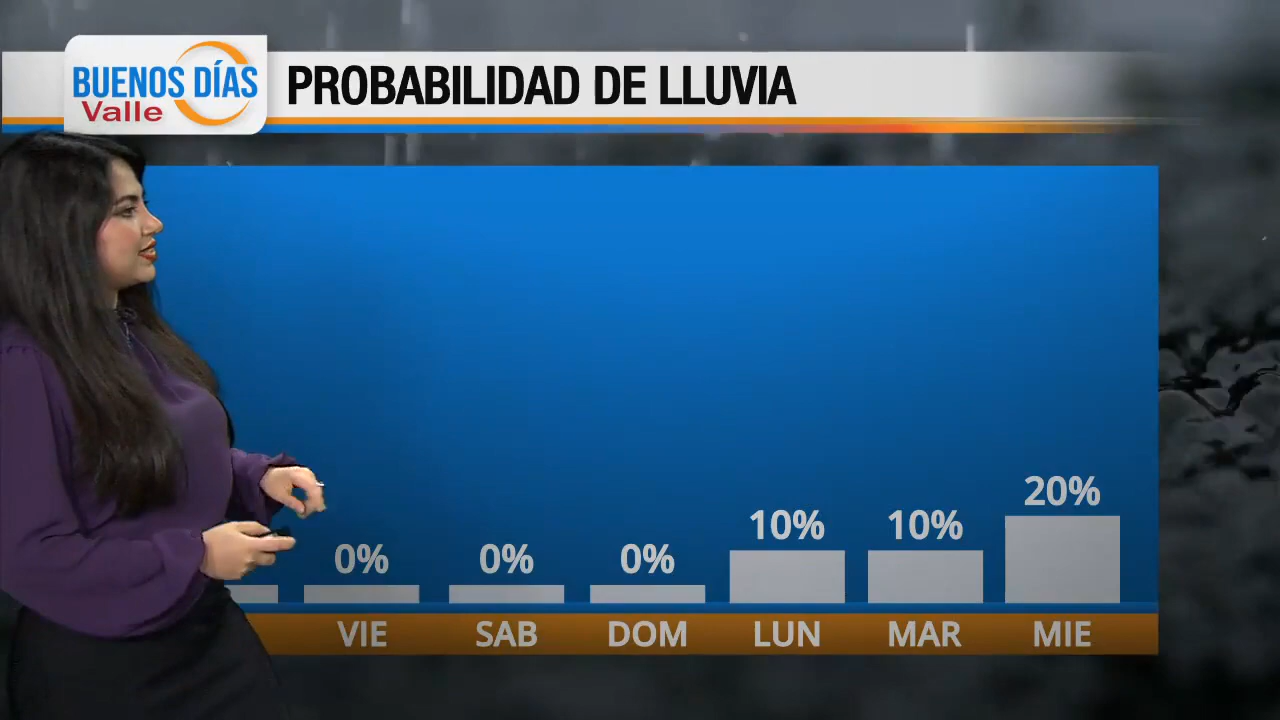 BUENOS DÍAS
Valle
PROBABILIDAD DE LLUVIA
0% 0% 0% 10% 10% 20%
VIE SAB DOM LUN MAR MIE